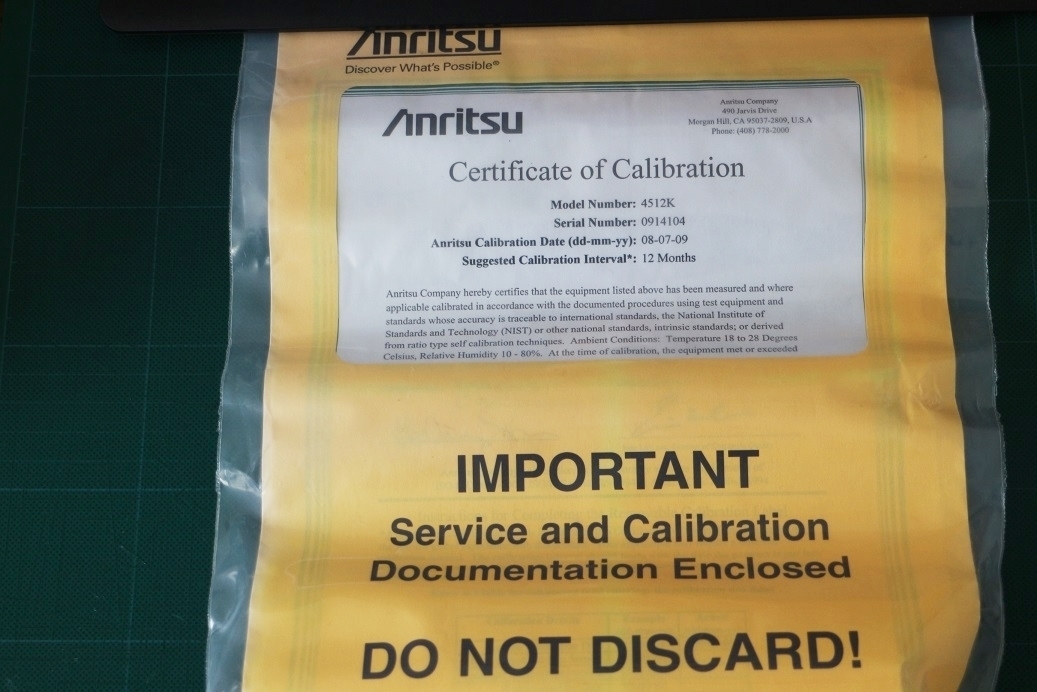 Anritsu
Discover What's Possible®
Anritsu
Anritsu Company
490 Jarvis Drive
Morgan Hill, CA 95037-2809, U.S.A
Phone: (408) 778-2000
Certificate of Calibration
Model Number: 4512K
Serial Number: 0914104
Anritsu Calibration Date (dd-mm-yy): 08-07-09
Suggested Calibration Interval*: 12 Months
Anritsu Company hereby certifies that the equipment listed above has been measured and where
applicable calibrated in accordance with the documented procedures using test equipment and
standards whose accuracy is traceable to international standards, the National Institute of
Standards and Technology (NIST) or other national standards, intrinsic standards; or derived
from ratio type self calibration techniques. Ambient Conditions: Temperature 18 to 28 Degrees
Celsius, Relative Humidity 10 - 80%. At the time of calibration, the equipment met or exceeded
IMPORTANT
Service and Calibration
Documentation Enclosed
DO NOT DISCARD!